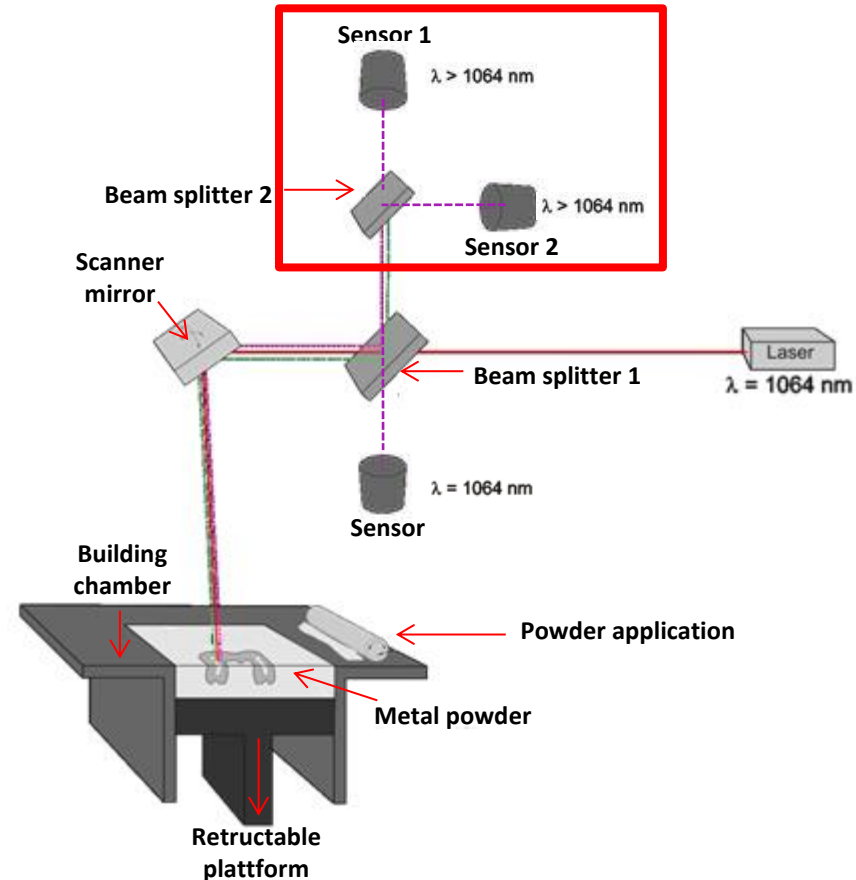 Sensor 1
λ > 1064 nm
Beam splitter 2
λ > 1064 nm
Sensor 2
Scanner
mirror
Laser
λ = 1064 nm
Beam splitter 1
λ = 1064 nm
Sensor
Building
chamber
Powder application
Metal powder
Retructable
plattform